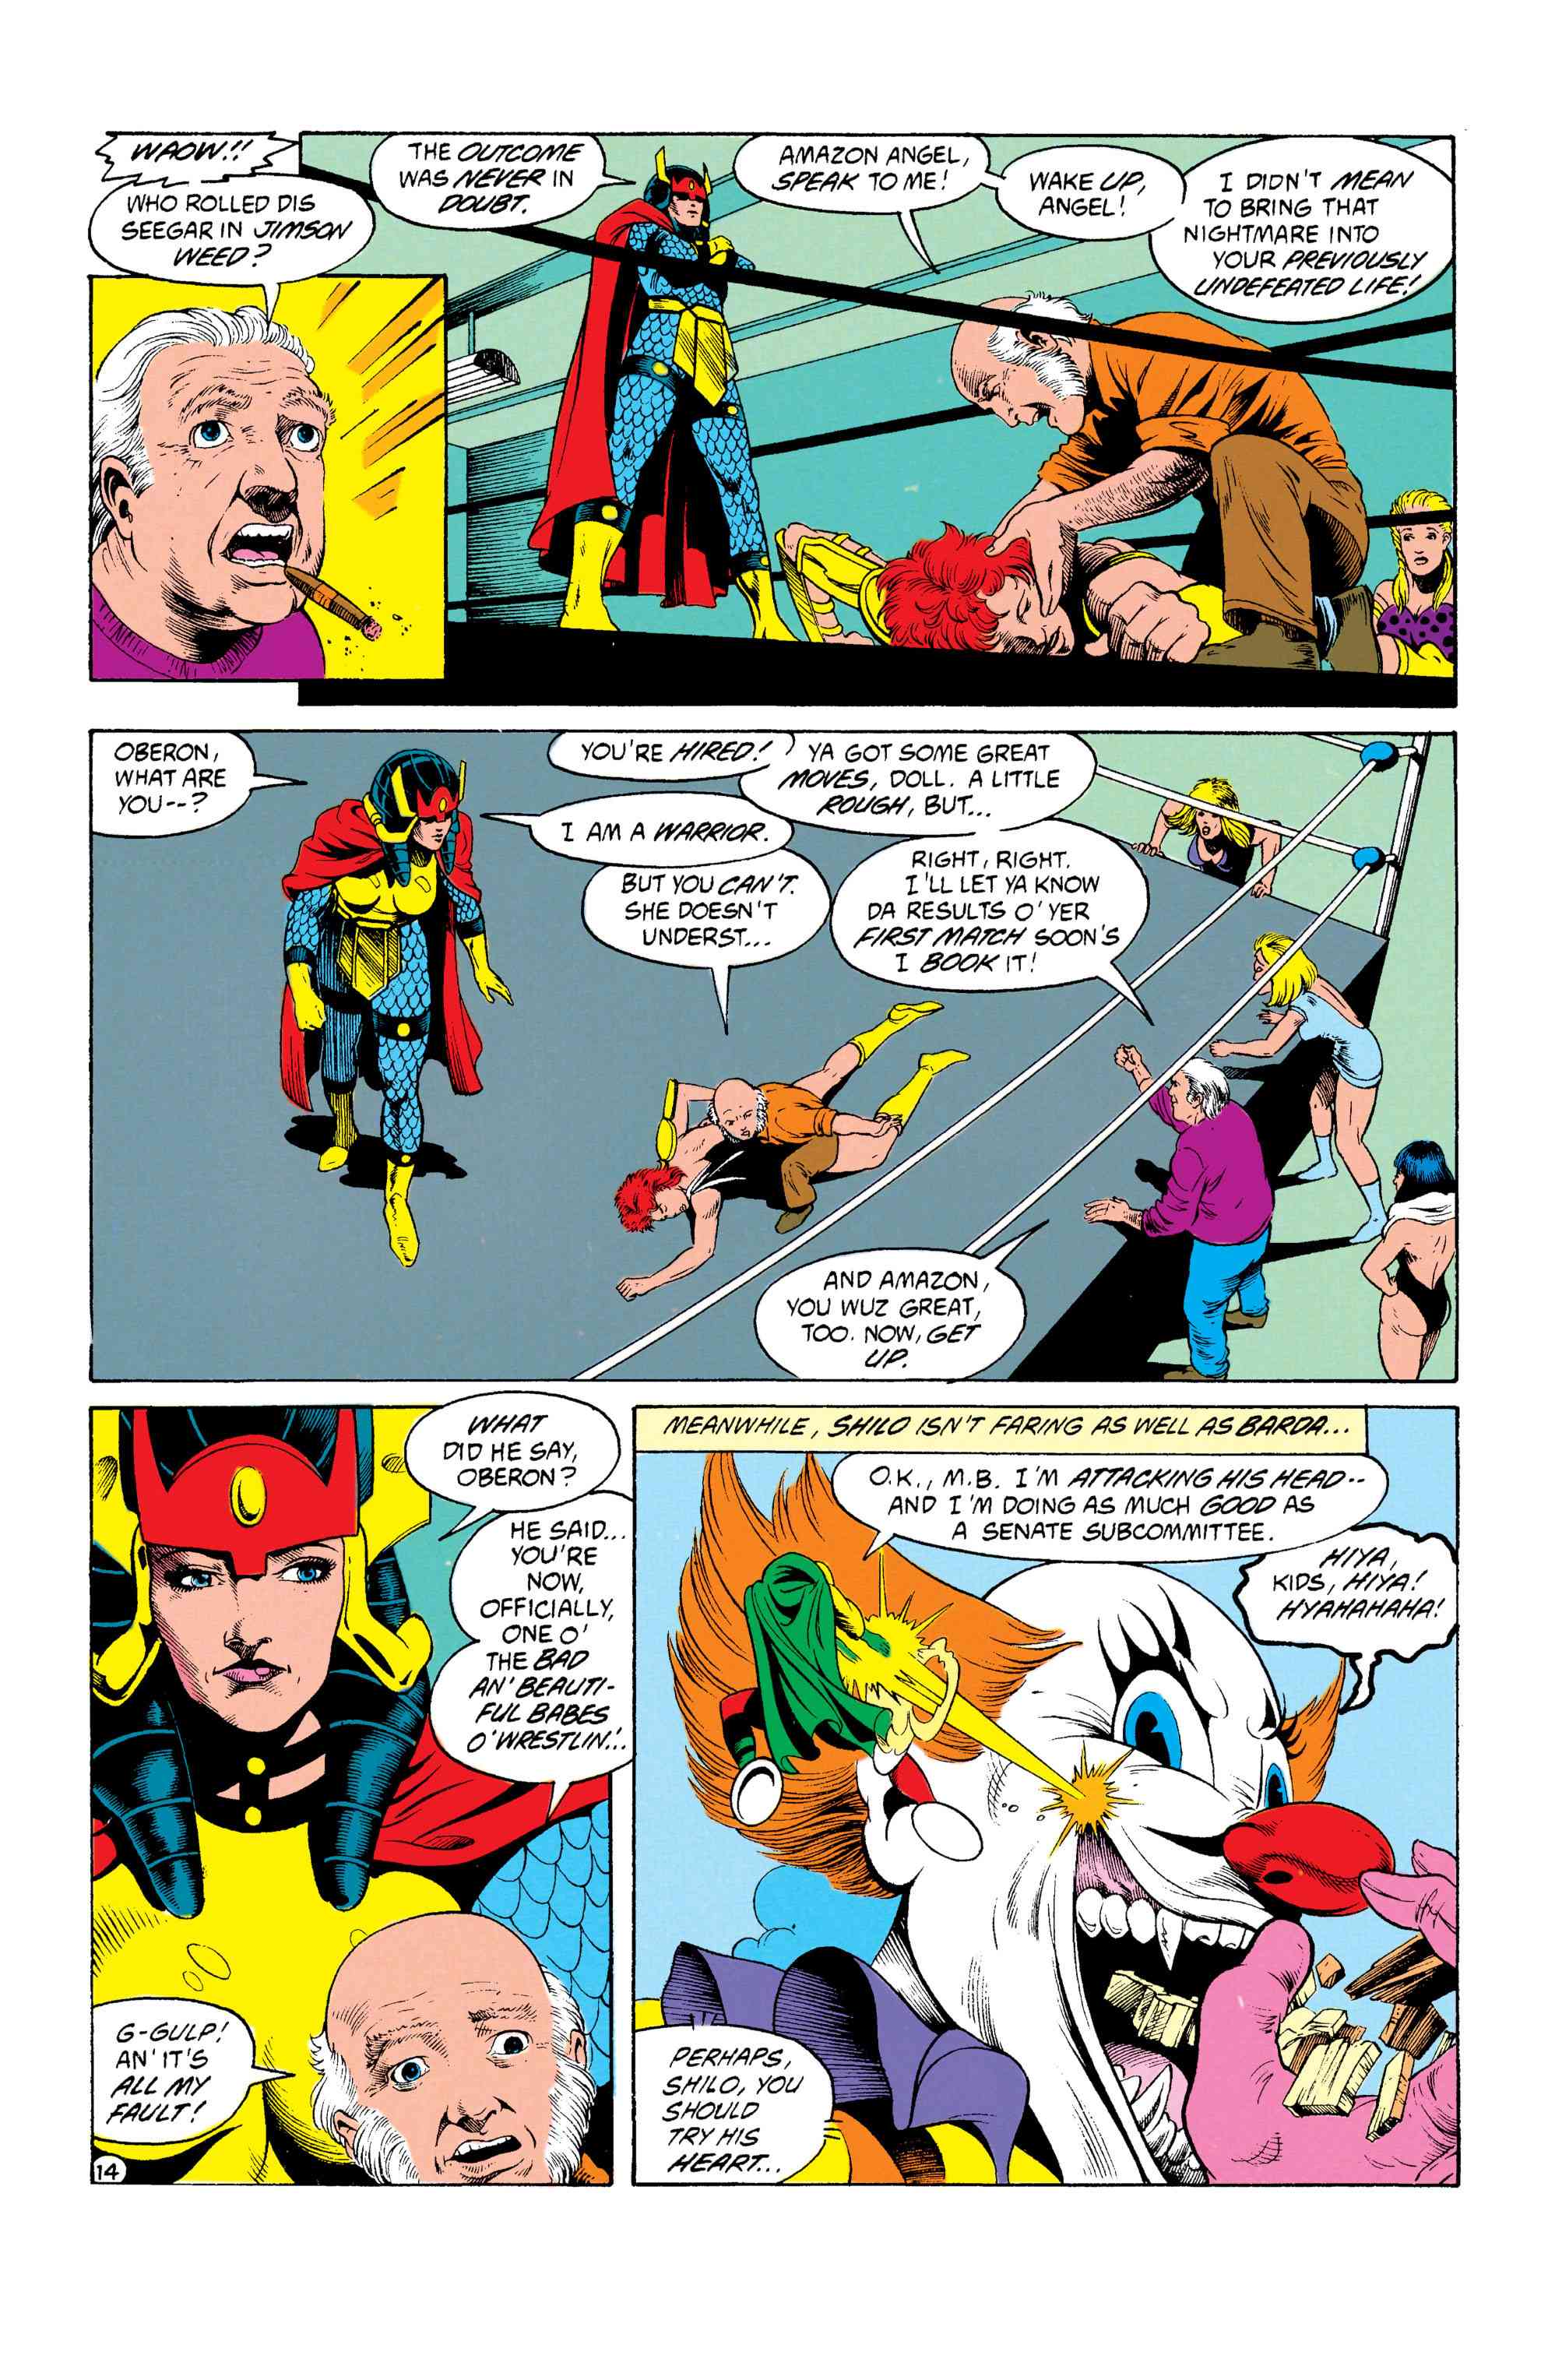 WAOW!!
WHO ROLLED DIS
SEEGAR IN JIMSON
WEED?
THE OUTCOME
WAS NEVER IN
DOUBT.
AMAZON ANGEL,
SPEAK TO ME!
WAKE UP,
ANGEL!
I DIDN'T MEAN
TO BRING THAT
NIGHTMARE INTO
YOUR PREVIOUSLY
UNDEFEATED LIFE!
OBERON,
WHAT ARE
YOU--?
YOU'RE HIRED!
YA GOT SOME GREAT
MOVES, DOLL. A LITTLE
ROUGH, BUT...
I AM A WARRIOR.
BUT YOU CAN'T.
SHE DOESN'T
UNDERST...
RIGHT, RIGHT.
I'LL LET YA KNOW
DA RESULTS O' YER
FIRST MATCH SOON'S
I BOOK IT!
AND AMAZON,
YOU WUZ GREAT,
TOO. NOW, GET
UP.
WHAT
DID HE SAY,
OBERON?
HE SAID...
YOU'RE
NOW,
OFFICIALLY,
ONE O'
THE BAD
AN' BEAUTI-
FUL BABES
O' WRESTLIN'...
G-GULP!
AN' IT'S
ALL MY
FAULT!
14
MEANWHILE, SHILO ISN'T FARING AS WELL AS BARDA...
O.K., M.B. I'M ATTACKING HIS HEAD--
AND I'M DOING AS MUCH GOOD AS
A SENATE SUBCOMMITTEE.
HIYA,
KIDS, HIYA!
HYAHAHAHA!
PERHAPS,
SHILO, YOU
SHOULD
TRY HIS
HEART...